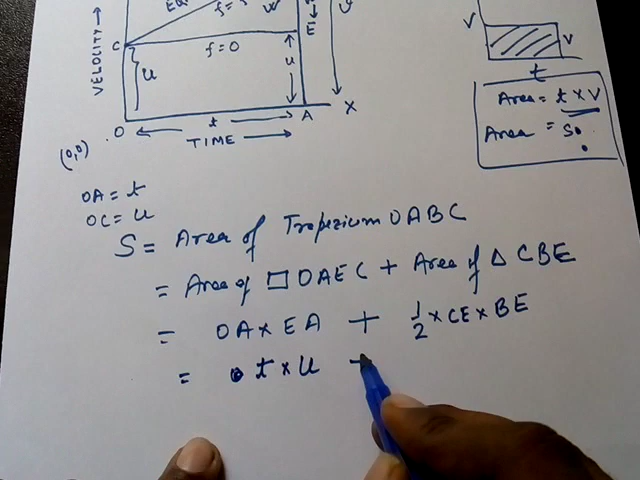 VELOCITY
C
f=0
E
u
u
O
t
A
X
TIME
(0,0)
V
V
t
Area = t x V
Area = S
OA = t
OC = u
S = Area of Trapezium OABC
= Area of □ OAEC + Area of Δ CBE
= OA x EA + 1/2 x CE x BE
= t x u +